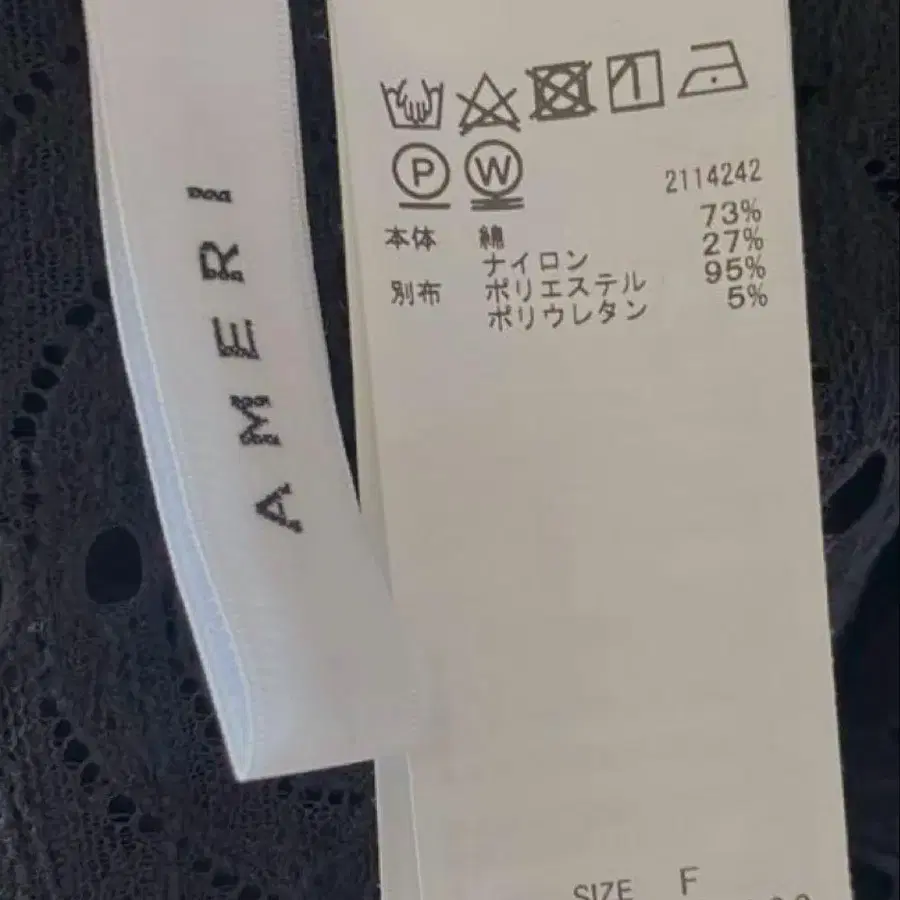 AMERI
P W
2114242
本体 綿 73%
ナイロン 27%
別布 ポリエステル 95%
ポリウレタン 5%
SIZE F